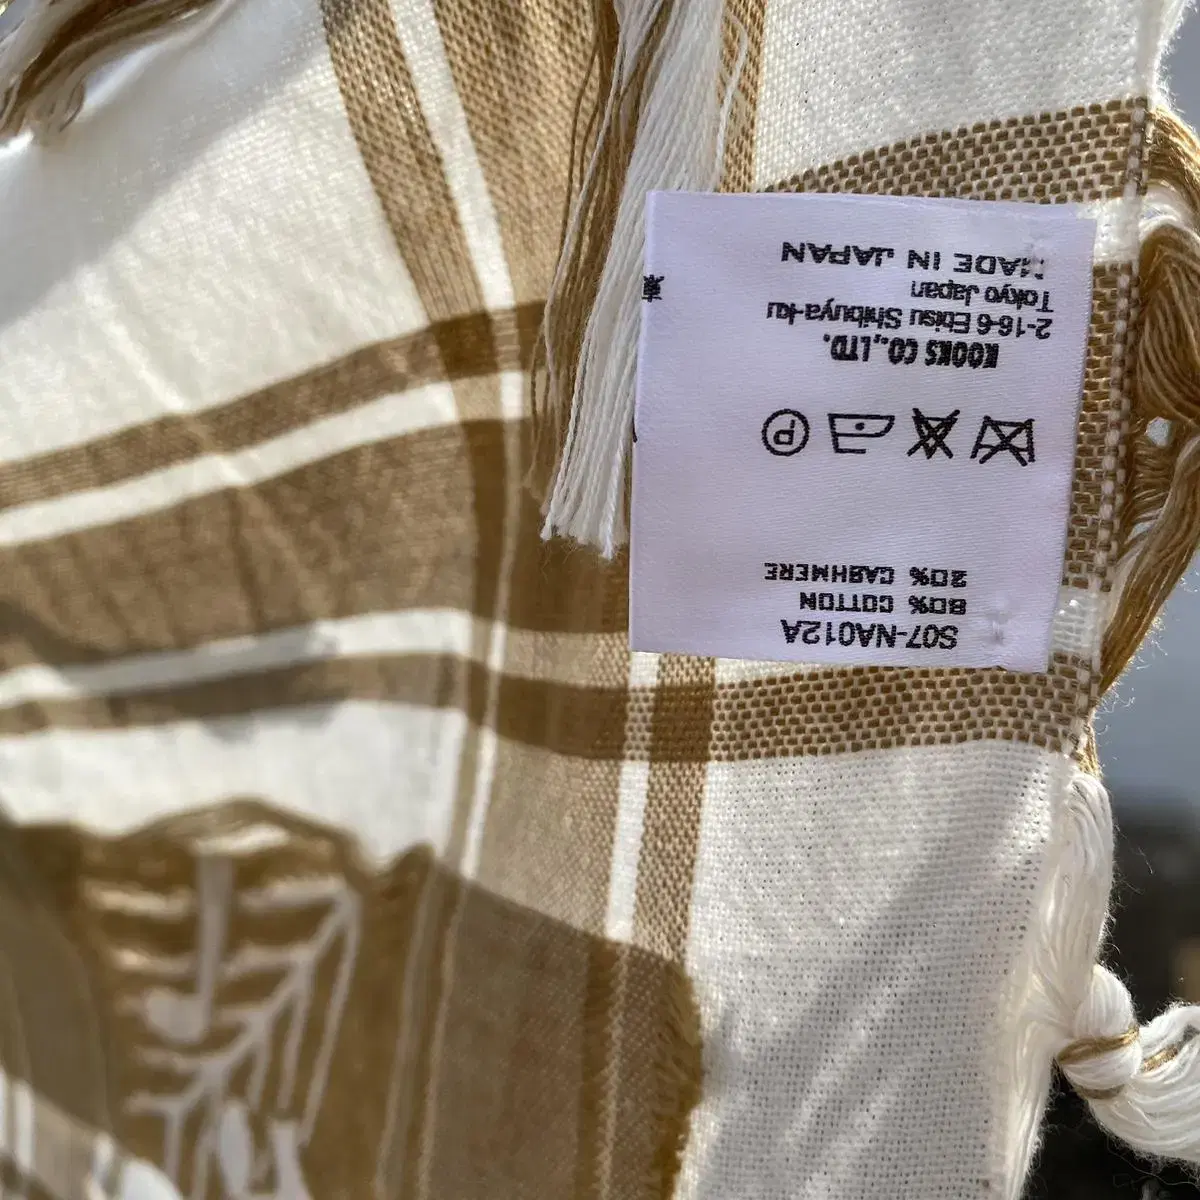 S07-NA012A
80% COTTON
20% CASHMERE
KOOKS CO.,LTD.
2-16-6 Ebisu Shibuya-ku
Tokyo Japan
MADE IN JAPAN